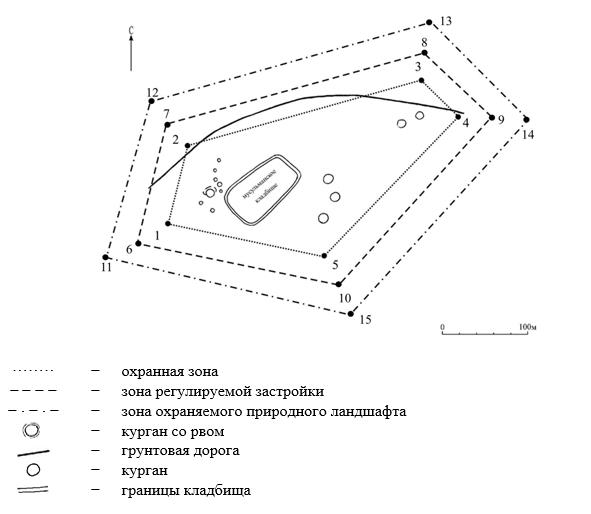 С
13
8
3
12
7
4
9
14
2
мусульманское
кладбище
1
6
5
11
10
15
0 100м
– охранная зона
– зона регулируемой застройки
– зона охраняемого природного ландшафта
– курган со рвом
– грунтовая дорога
– курган
– границы кладбища